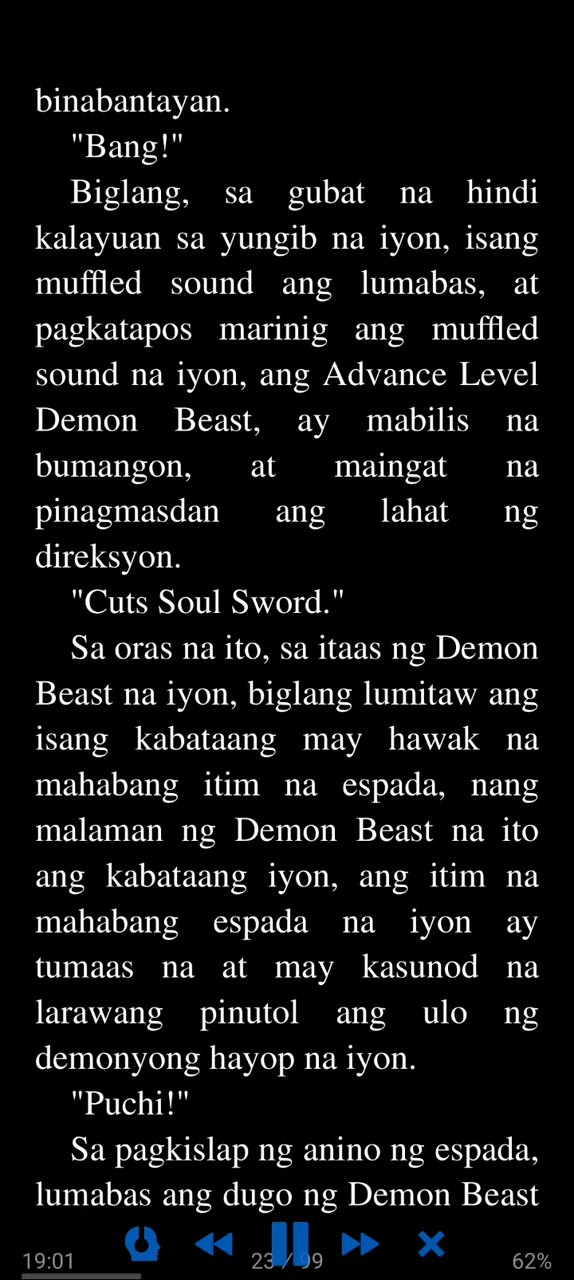 binabantayan.
"Bang!"
Biglang, sa gubat na hindi
kalayuan sa yungib na iyon, isang
muffled sound ang lumabas, at
pagkatapos marinig ang muffled
sound na iyon, ang Advance Level
Demon Beast, ay mabilis na
bumangon, at maingat na
pinagmasdan ang lahat ng
direksyon.
"Cuts Soul Sword."
Sa oras na ito, sa itaas ng Demon
Beast na iyon, biglang lumitaw ang
isang kabataang may hawak na
mahabang itim na espada, nang
malaman ng Demon Beast na ito
ang kabataang iyon, ang itim na
mahabang espada na iyon ay
tumaas na at may kasunod na
larawang pinutol ang ulo ng
demonyong hayop na iyon.
"Puchi!"
Sa pagkislap ng anino ng espada,
lumabas ang dugo ng Demon Beast
19:01 23 / 99 62%